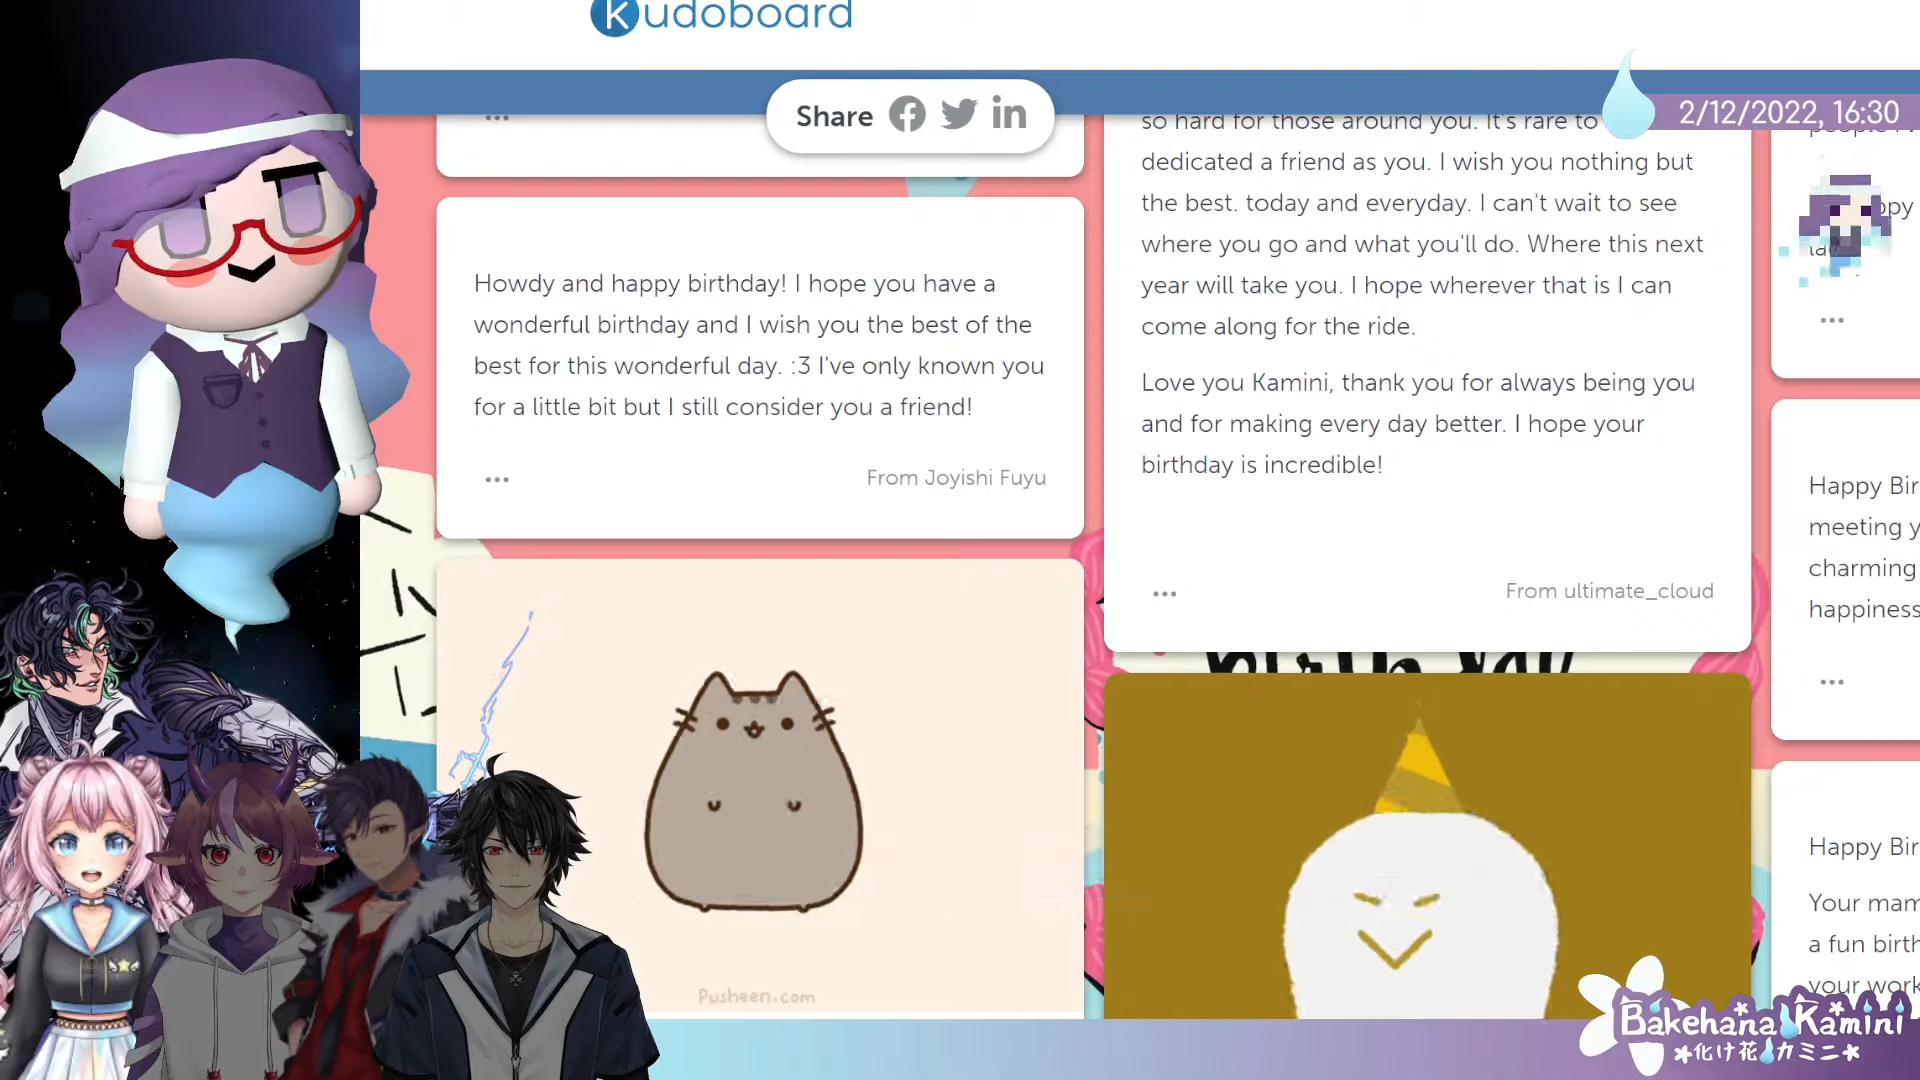 Kudoboard
Share
2/12/2022, 16:30
Howdy and happy birthday! I hope you have a
wonderful birthday and I wish you the best of the
best for this wonderful day. :3 I've only known you
for a little bit but I still consider you a friend!
From Joyishi Fuyu
Pusheen.com
so hard for those around you. It's rare to
dedicated a friend as you. I wish you nothing but
the best. today and everyday. I can't wait to see
where you go and what you'll do. Where this next
year will take you. I hope wherever that is I can
come along for the ride.
Love you Kamini, thank you for always being you
and for making every day better. I hope your
birthday is incredible!
From ultimate_cloud
Happy Bir
meeting y
charming
happiness
Happy Bir
Your mam
a fun birth
your work
Bakehana Kamini
化け花カミニ